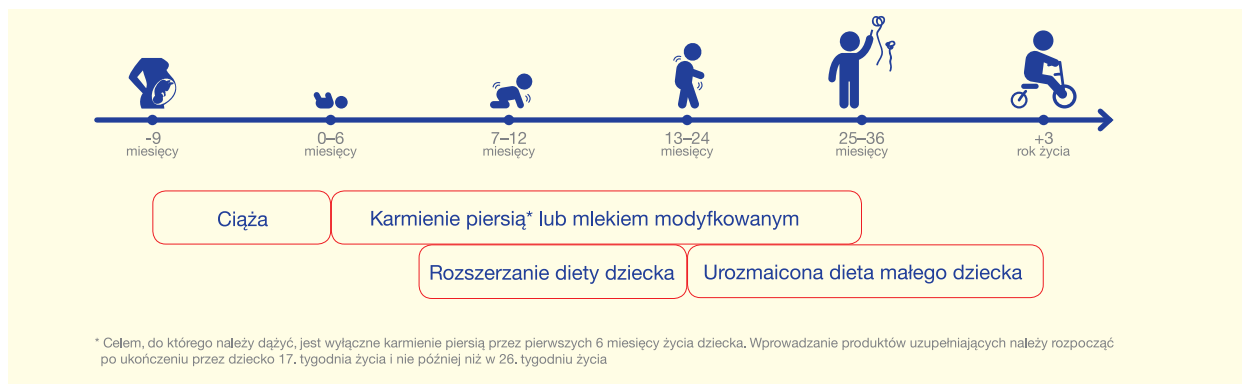 -9
miesięcy
0–6
miesięcy
7–12
miesięcy
13–24
miesięcy
25–36
miesięcy
+3
rok życia
Ciąża
Karmienie piersią* lub mlekiem modyfkowanym
Rozszerzanie diety dziecka
Urozmaicona dieta małego dziecka
* Celem, do którego należy dążyć, jest wyłączne karmienie piersią przez pierwszych 6 miesięcy życia dziecka. Wprowadzanie produktów uzupełniających należy rozpocząć
po ukończeniu przez dziecko 17. tygodnia życia i nie później niż w 26. tygodniu życia